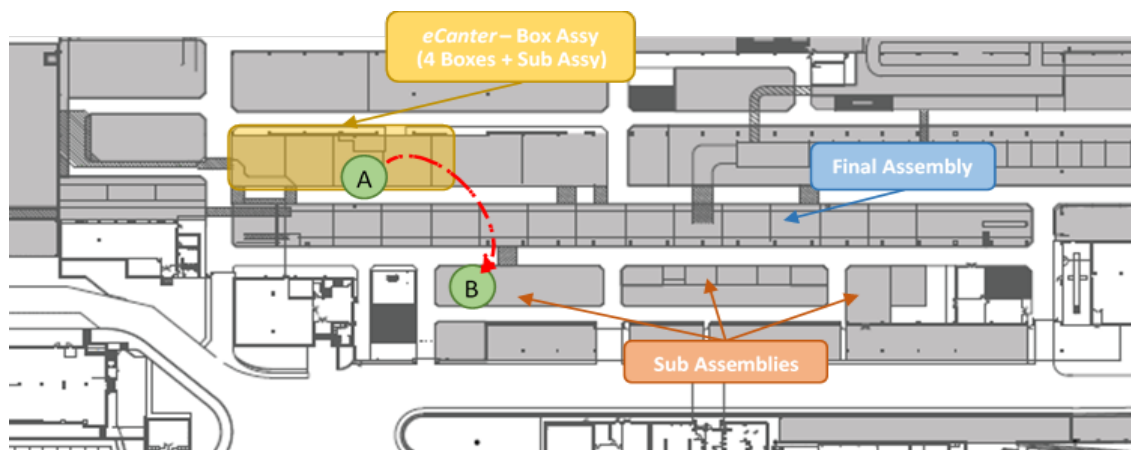 eCanter – Box Assy
(4 Boxes + Sub Assy)
A
Final Assembly
B
Sub Assemblies